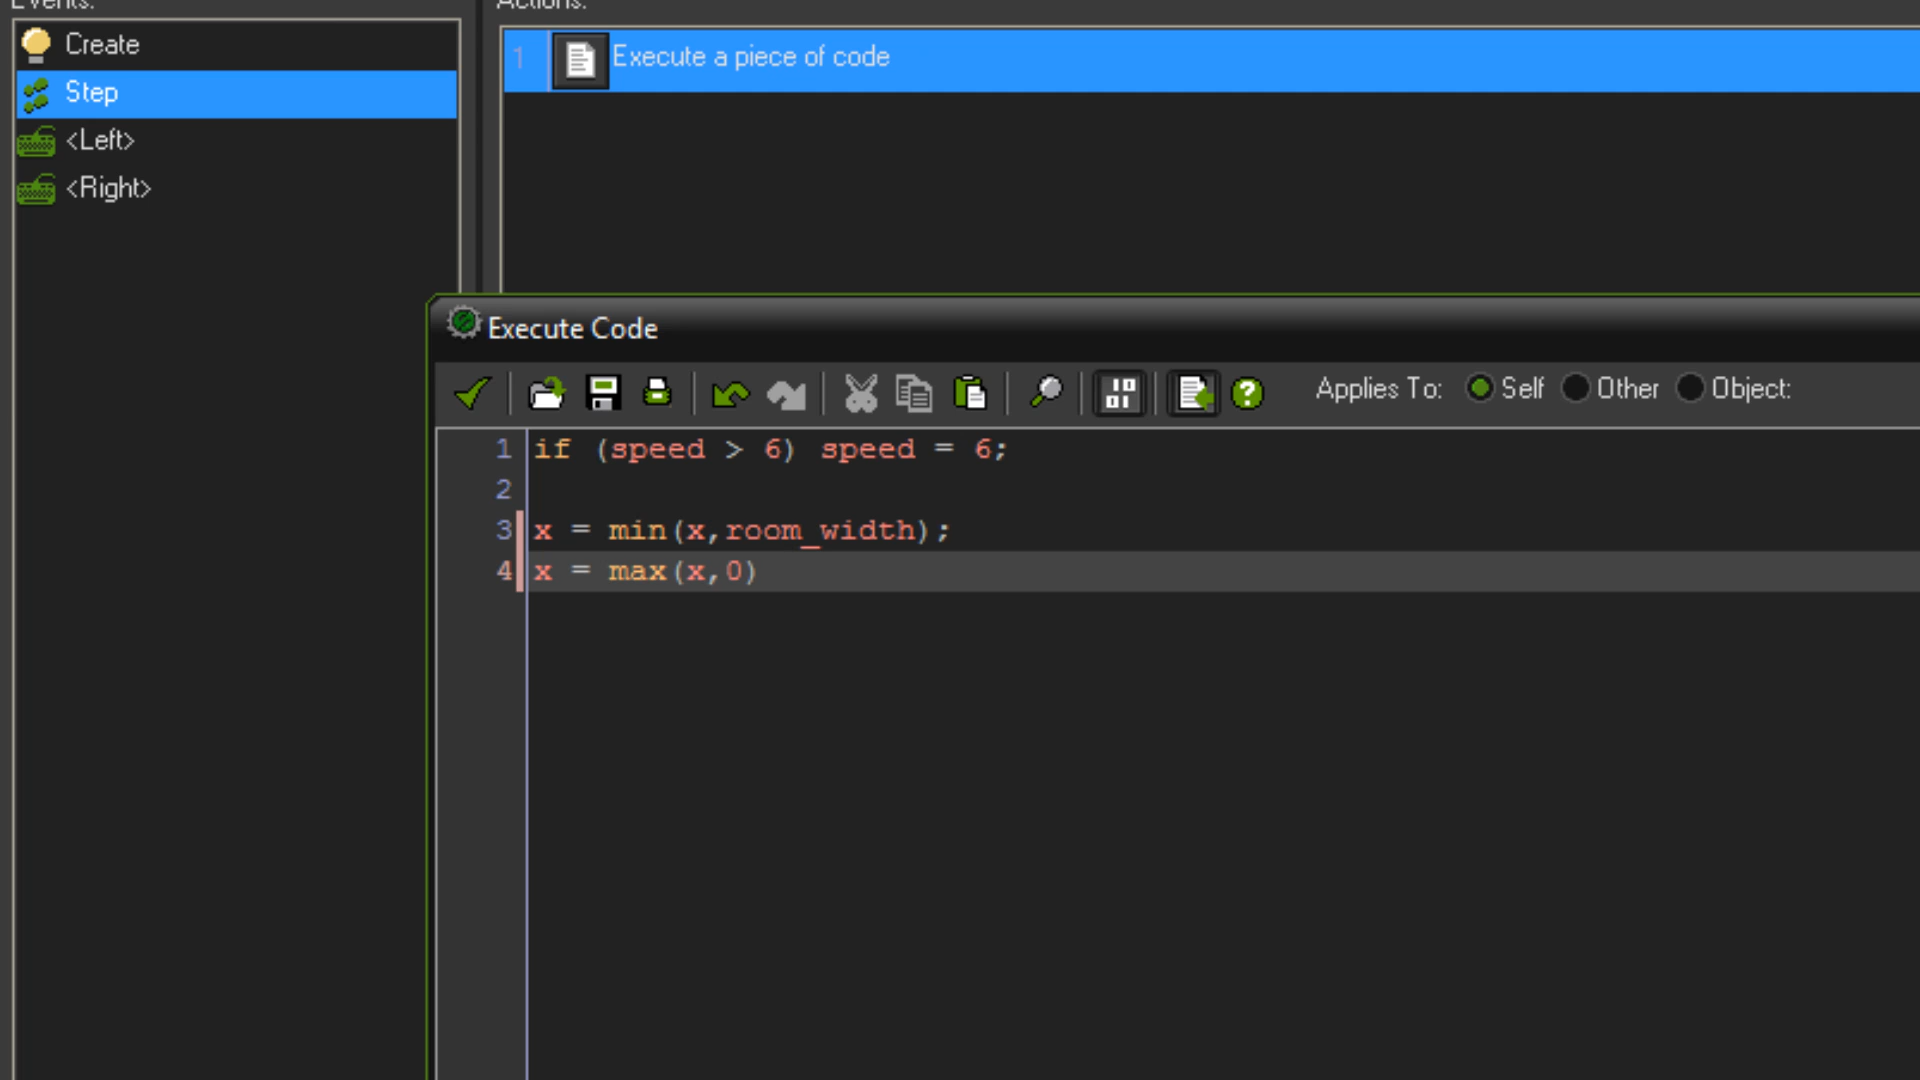 Events:
Actions:
Create
Step
<Left>
<Right>
1 Execute a piece of code
Execute Code
Applies To: Self Other Object:
1 if (speed > 6) speed = 6;
2
3 x = min(x,room_width);
4 x = max(x,0)